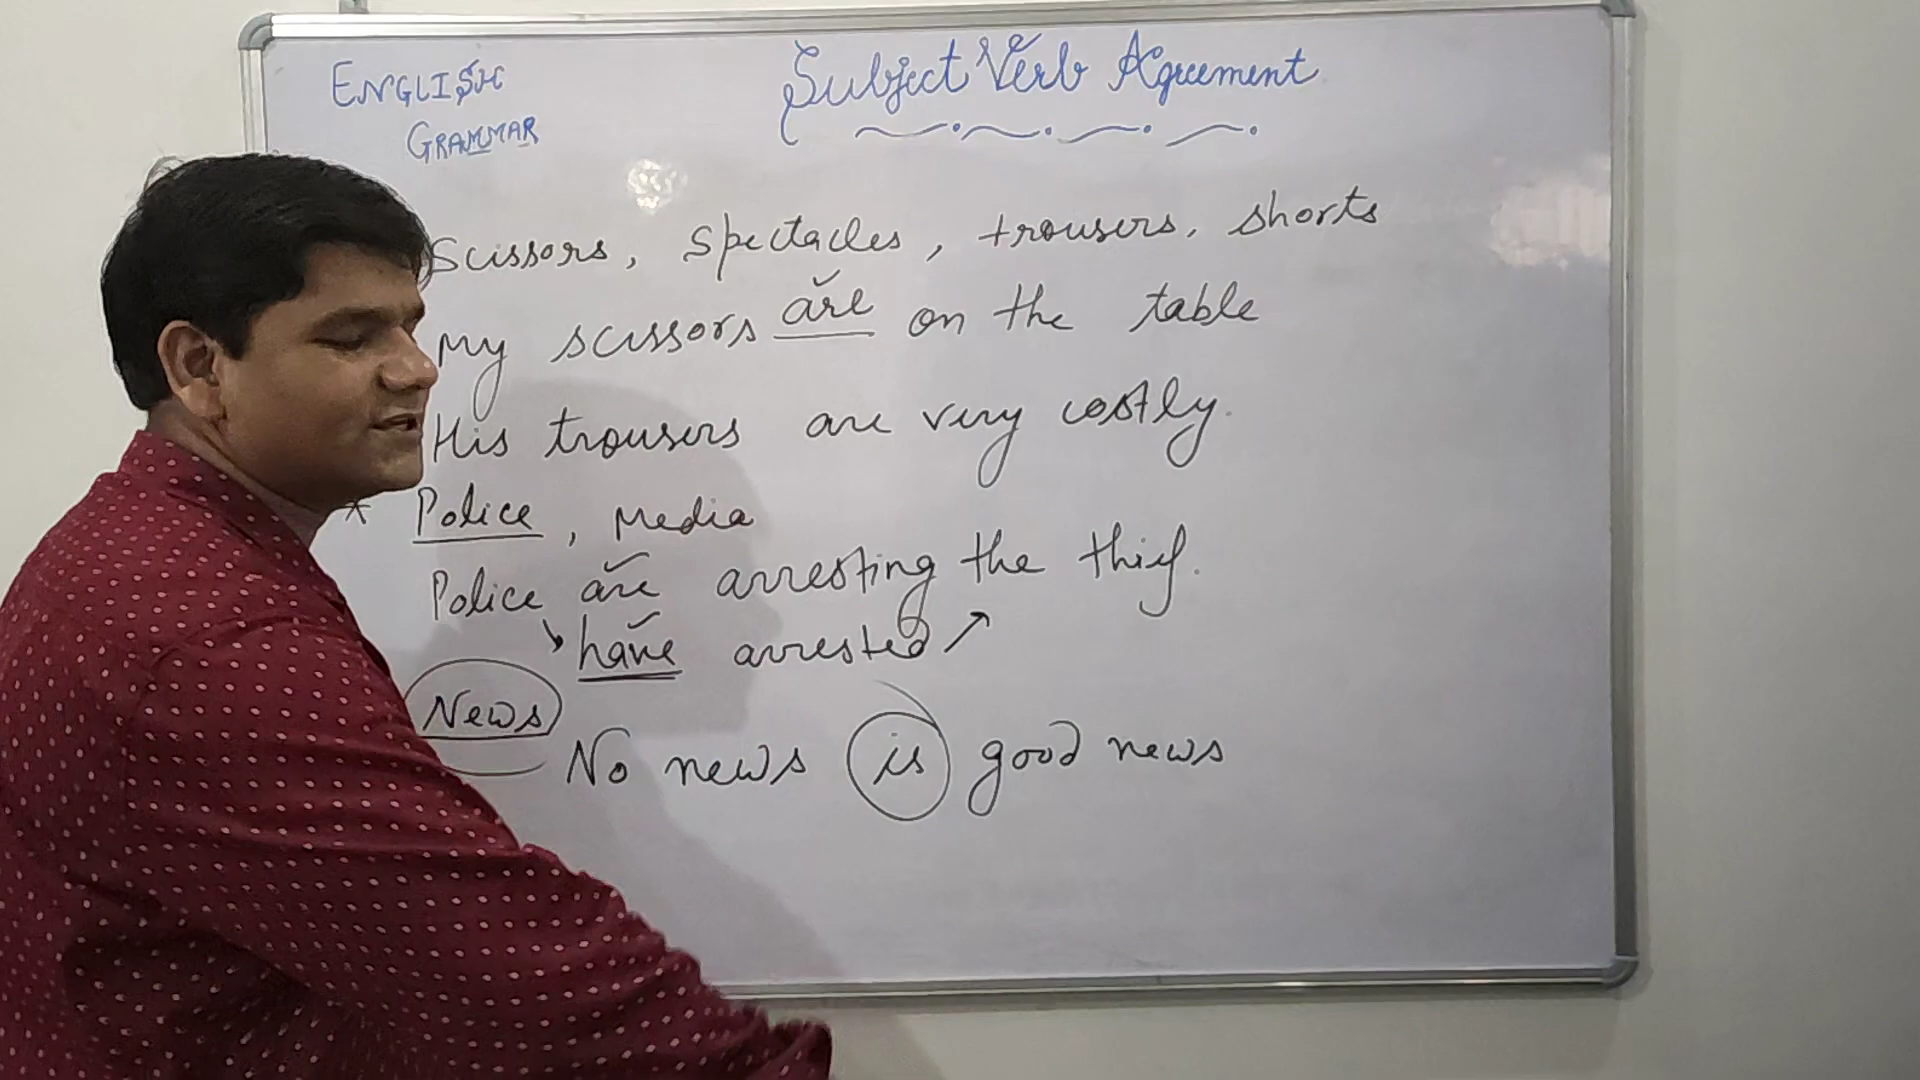 ENGLISH
GRAMMAR
Subject Verb Agreement
Scissors, spectacles, trousers, shorts
My scissors are on the table
His trousers are very costly.
* Police, Media
Police are arresting the thief.
have arrested
News
No news is good news